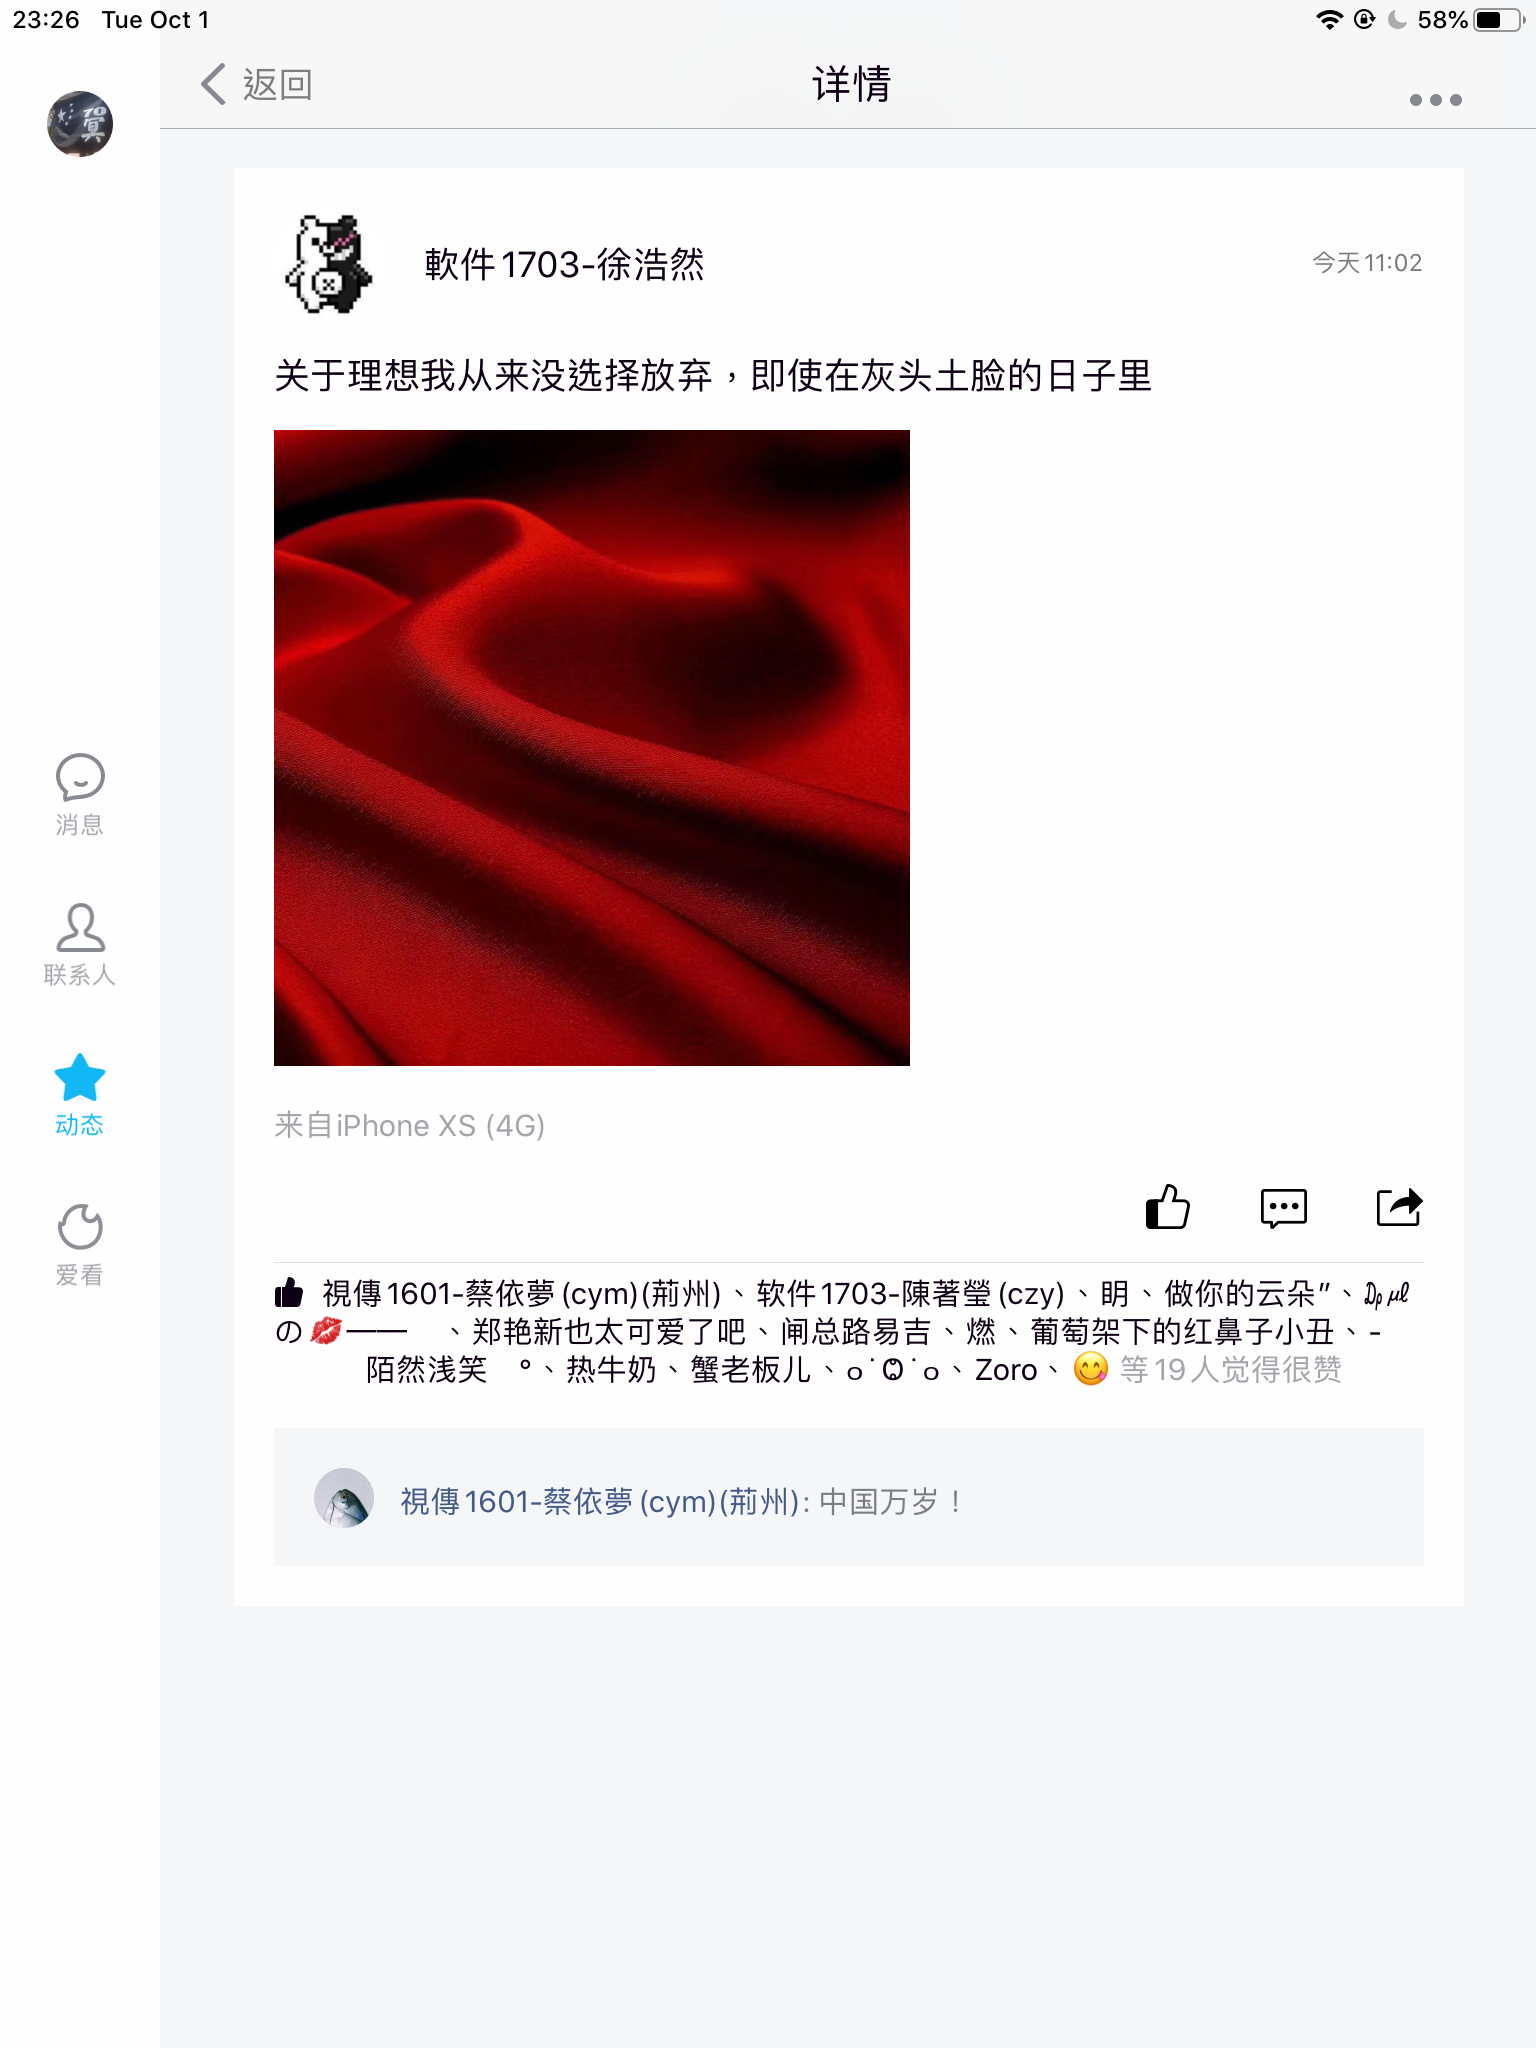 23:26 Tue Oct 1 58%
返回 详情
軟件1703-徐浩然 今天11:02
关于理想我从来没选择放弃，即使在灰头土脸的日子里
消息
联系人
动态
爱看
来自iPhone XS (4G)
視傳1601-蔡依夢(cym)(荊州)、软件1703-陳著瑩(czy)、明、做你的云朵″、
の💋—— 、郑艳新也太可爱了吧、闸总路易吉、燃、葡萄架下的红鼻子小丑、-
陌然浅笑 °、热牛奶、蟹老板儿、Zoro、😋 等19人觉得很赞
視傳1601-蔡依夢(cym)(荊州): 中国万岁！